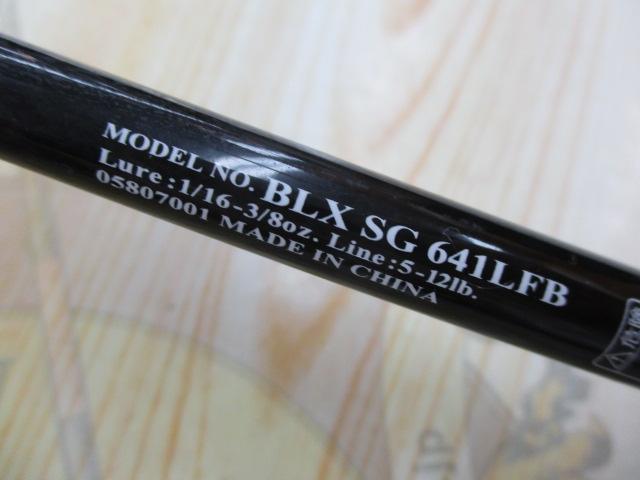 MODEL NO. BLX SG 641LFB
Lure:1/16-3/8oz. Line:5-12lb.
05807001 MADE IN CHINA